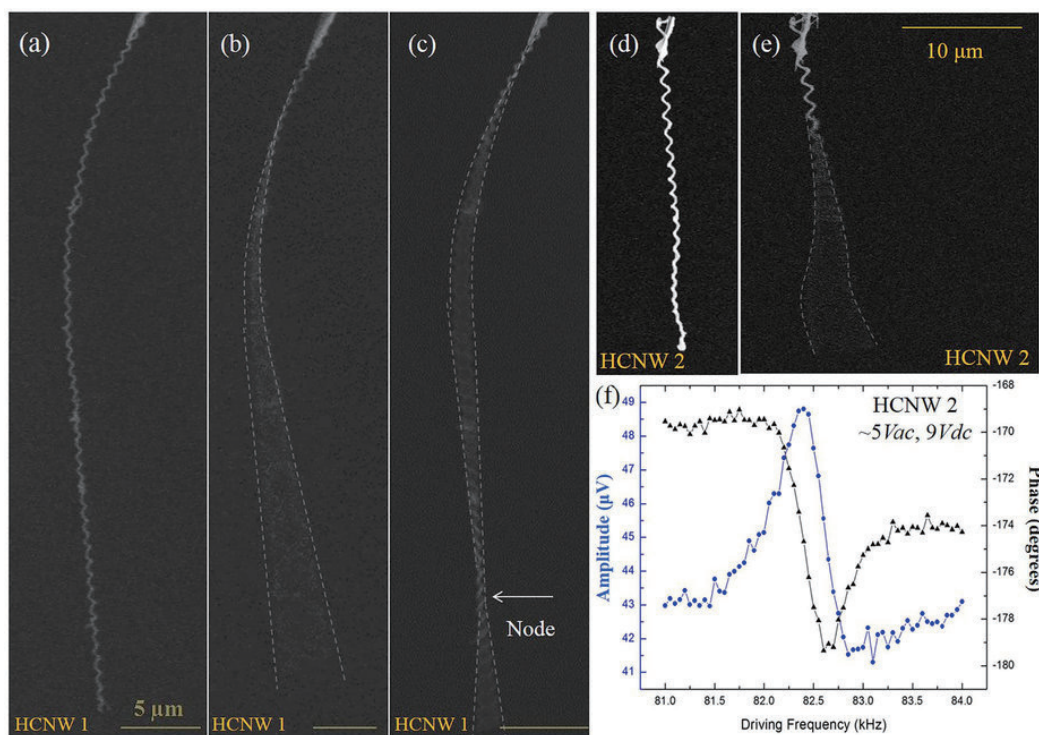 (a)
(b)
(c)
(d)
(e)
10 μm
Node
HCNW 1
5 μm
HCNW 1
HCNW 1
HCNW 2
HCNW 2
(f)
HCNW 2
~5Vac, 9Vdc
Amplitude (μV)
49
48
47
46
45
44
43
42
41
Phase (degrees)
-168
-170
-172
-174
-176
-178
-180
81.0
81.5
82.0
82.5
83.0
83.5
84.0
Driving Frequency (kHz)